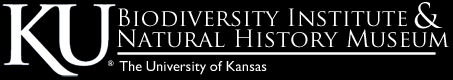 KU BIODIVERSITY INSTITUTE &
NATURAL HISTORY MUSEUM
® The University of Kansas